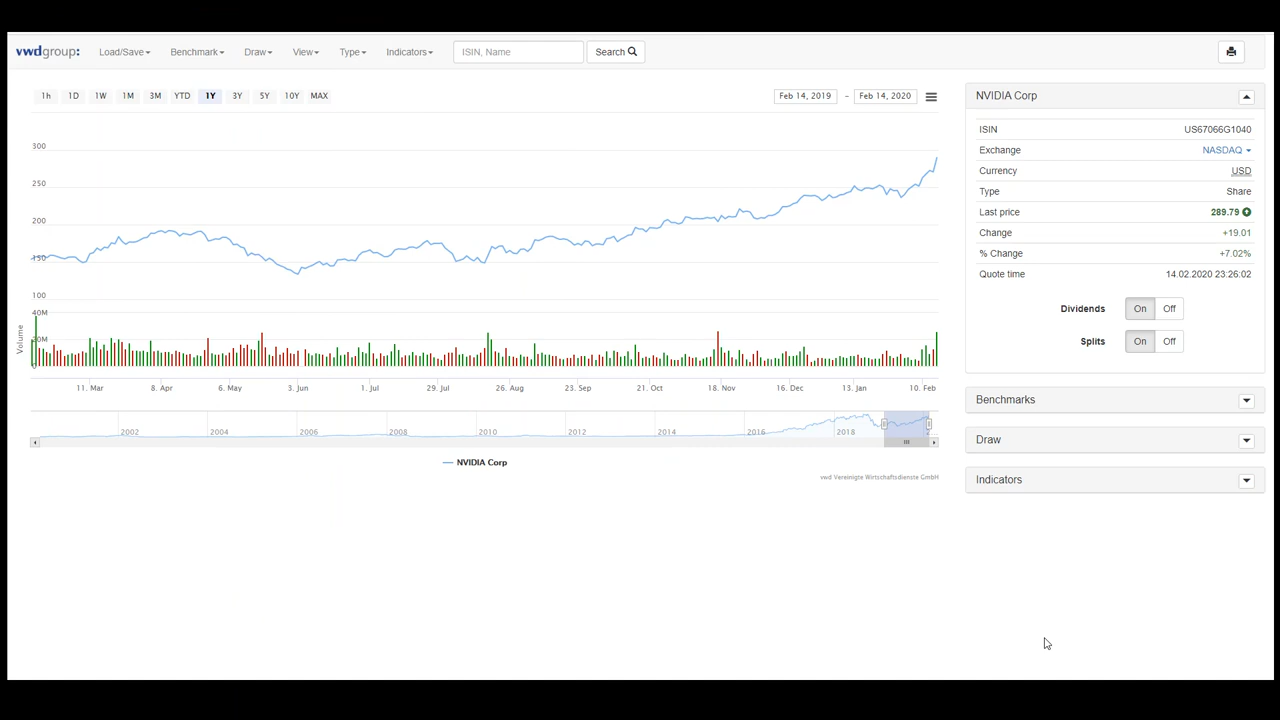 vwdgroup: Load/Save Benchmark Draw View Type Indicators ISIN, Name Search
1h 1D 1W 1M 3M YTD 1Y 3Y 5Y 10Y MAX Feb 14, 2019 – Feb 14, 2020
300
250
200
150
100
40M
20M
0
Volume
11. Mar 8. Apr 6. May 3. Jun 1. Jul 29. Jul 26. Aug 23. Sep 21. Oct 18. Nov 16. Dec 13. Jan 10. Feb
2002 2004 2006 2008 2010 2012 2014 2016 2018
NVIDIA Corp
vwd Vereinigte Wirtschaftsdienste GmbH
NVIDIA Corp
ISIN US67066G1040
Exchange NASDAQ
Currency USD
Type Share
Last price 289.79
Change +19.01
% Change +7.02%
Quote time 14.02.2020 23:26:02
Dividends On Off
Splits On Off
Benchmarks
Draw
Indicators